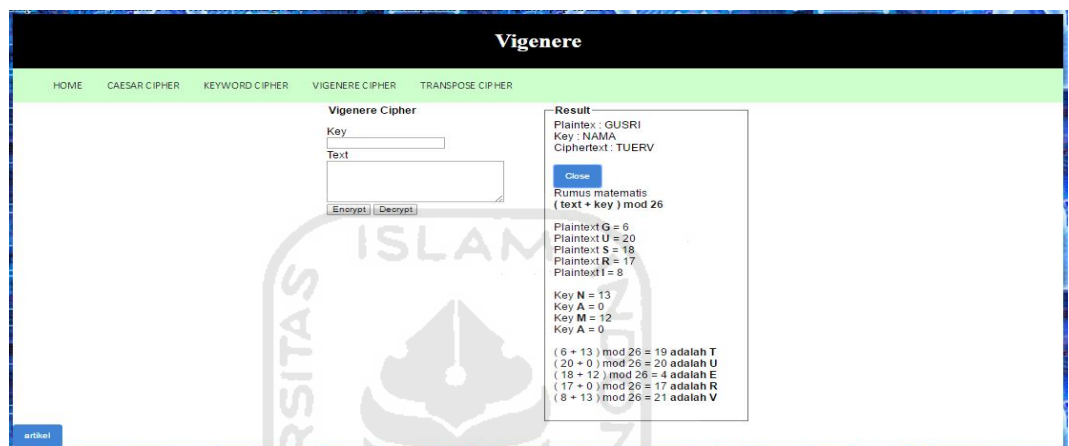 Vigenere
HOME CAESAR CIPHER KEYWORD CIPHER VIGENERE CIPHER TRANSPOSE CIPHER
Vigenere Cipher
Key
Text
Encrypt Decrypt
Result
Plaintex : GUSRI
Key : NAMA
Ciphertext : TUERV
Close
Rumus matematis
( text + key ) mod 26
Plaintext G = 6
Plaintext U = 20
Plaintext S = 18
Plaintext R = 17
Plaintext I = 8
Key N = 13
Key A = 0
Key M = 12
Key A = 0
( 6 + 13 ) mod 26 = 19 adalah T
( 20 + 0 ) mod 26 = 20 adalah U
( 18 + 12 ) mod 26 = 4 adalah E
( 17 + 0 ) mod 26 = 17 adalah R
( 8 + 13 ) mod 26 = 21 adalah V
artikel
ISLAM